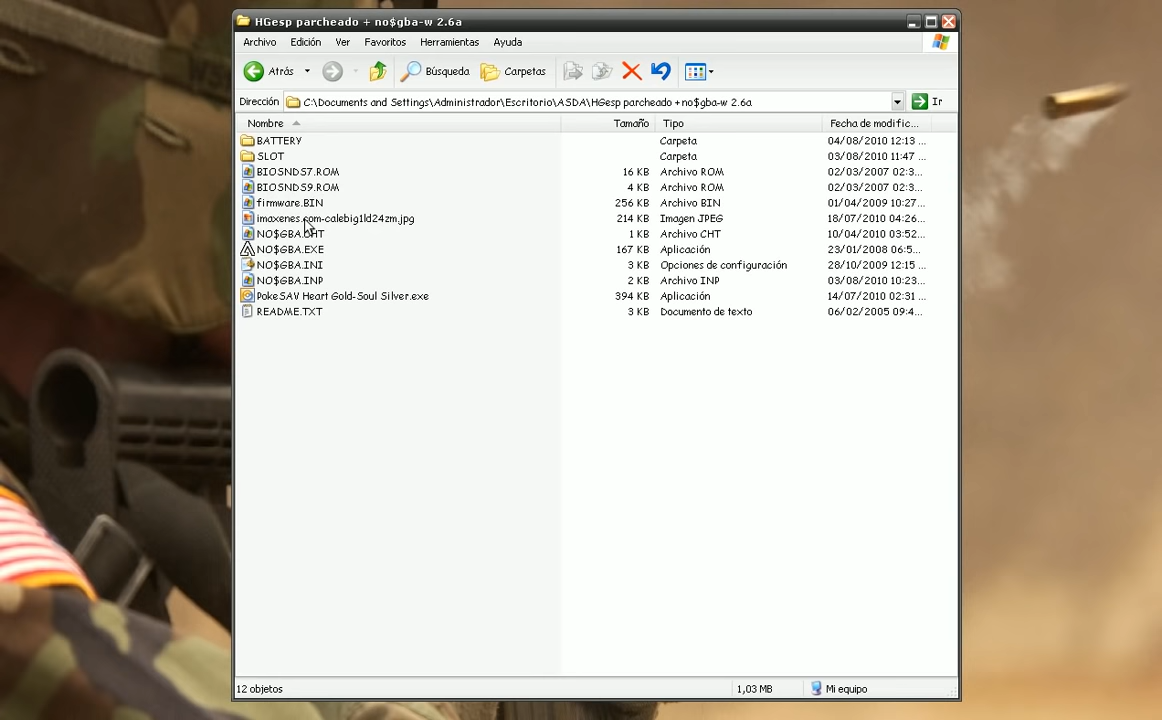 HGesp parcheado + no$gba-w 2.6a
Archivo Edición Ver Favoritos Herramientas Ayuda
Atrás Búsqueda Carpetas
Dirección C:\Documents and Settings\Administrador\Escritorio\ASDA\HGesp parcheado + no$gba-w 2.6a Ir
Nombre Tamaño Tipo Fecha de modific...
BATTERY Carpeta 04/08/2010 12:13 ...
SLOT Carpeta 03/08/2010 11:47 ...
BIOSNDS7.ROM 16 KB Archivo ROM 02/03/2007 02:3...
BIOSNDS9.ROM 4 KB Archivo ROM 02/03/2007 02:3...
firmware.BIN 256 KB Archivo BIN 01/04/2009 10:27...
imaxenes.com-calebig1ld24zm.jpg 214 KB Imagen JPEG 18/07/2010 04:26...
NO$GBA.CHT 1 KB Archivo CHT 10/04/2010 03:52...
NO$GBA.EXE 167 KB Aplicación 23/01/2008 06:5...
NO$GBA.INI 3 KB Opciones de configuración 28/10/2009 12:15 ...
NO$GBA.INP 2 KB Archivo INP 03/08/2010 10:23...
PokeSAV Heart Gold-Soul Silver.exe 394 KB Aplicación 14/07/2010 02:31 ...
README.TXT 3 KB Documento de texto 06/02/2005 09:4...
12 objetos 1,03 MB Mi equipo